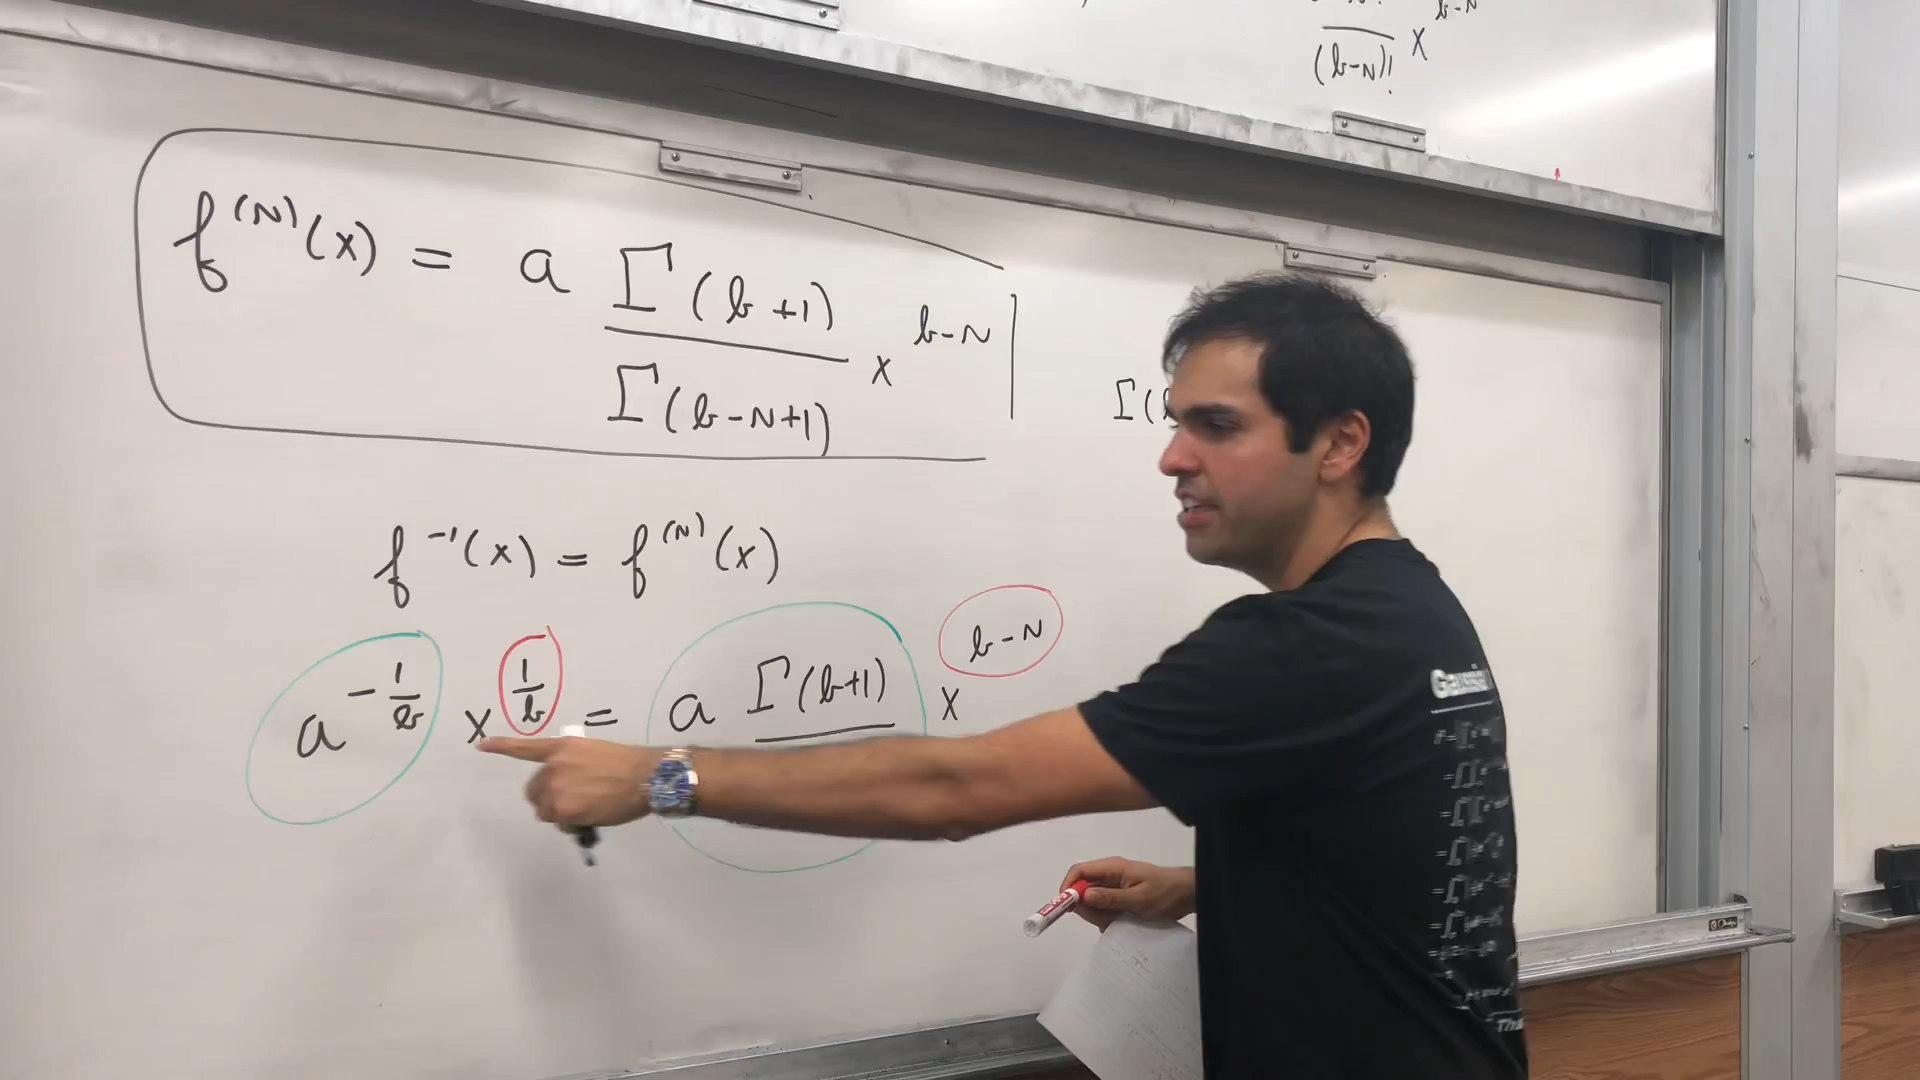 b-N
(b-N)! x
f^(N)(x) = a Γ(b+1) / Γ(b-N+1) x^b-N
Γ(
f^-1(x) = f^(N)(x)
a^-1/b x^1/b = a Γ(b+1) x^b-N